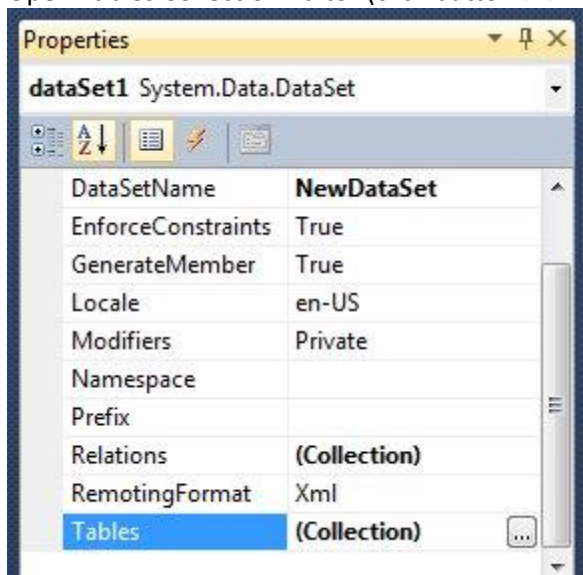 Properties
dataSet1 System.Data.DataSet
DataSetName NewDataSet
EnforceConstraints True
GenerateMember True
Locale en-US
Modifiers Private
Namespace
Prefix
Relations (Collection)
RemotingFormat Xml
Tables (Collection) ...